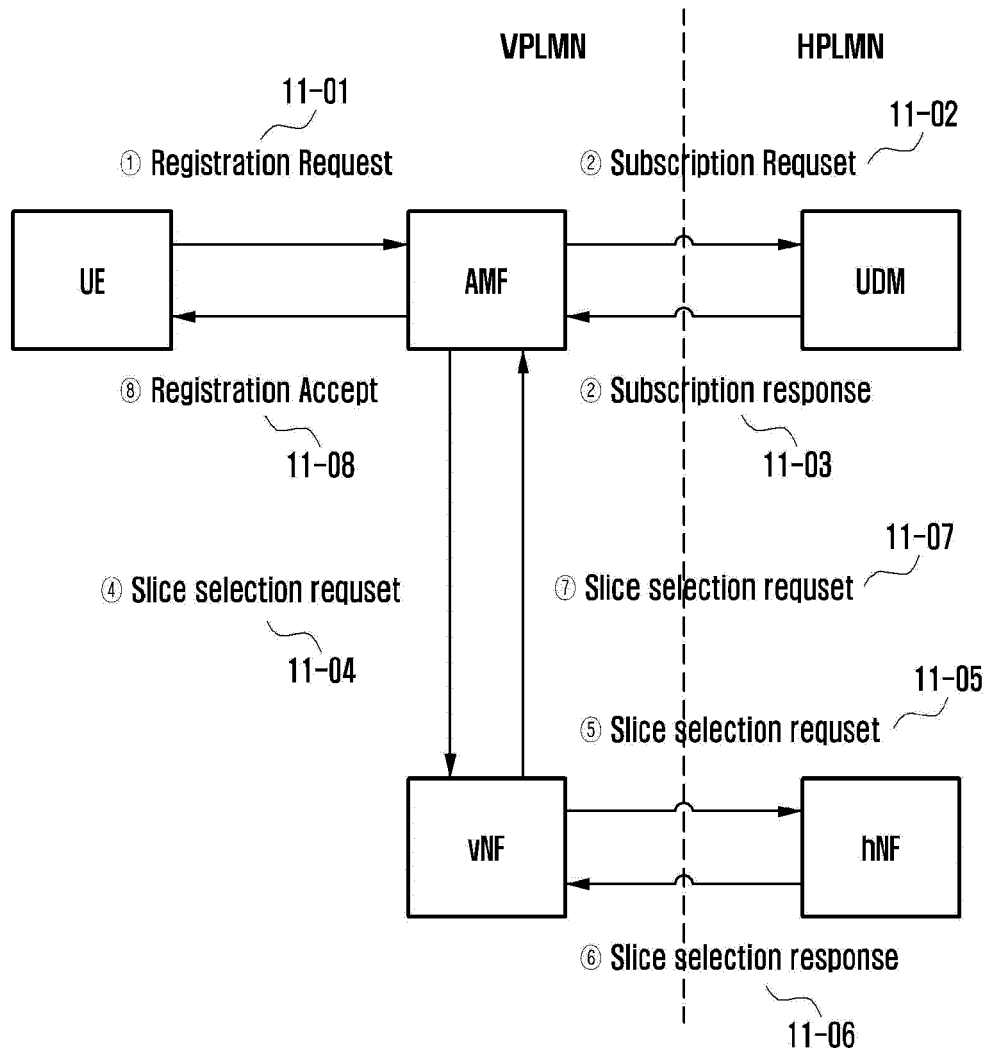 VPLMN
HPLMN
11-01
11-02
① Registration Request
② Subscription Requset
UE
AMF
UDM
⑧ Registration Accept
② Subscription response
11-08
11-03
11-07
④ Slice selection requset
⑦ Slice selection requset
11-04
11-05
⑤ Slice selection requset
vNF
hNF
⑥ Slice selection response
11-06